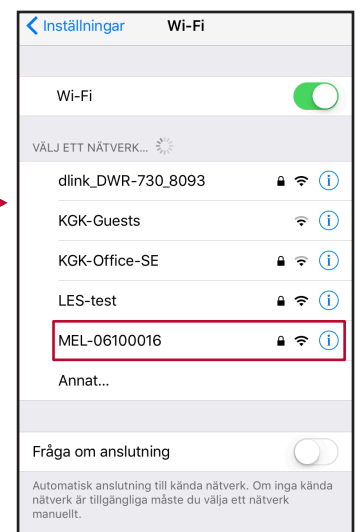 Inställningar Wi-Fi
Wi-Fi
VÄLJ ETT NÄTVERK...
dlink_DWR-730_8093
KGK-Guests
KGK-Office-SE
LES-test
MEL-06100016
Annat...
Fråga om anslutning
Automatisk anslutning till kända nätverk. Om inga kända
nätverk är tillgängliga måste du välja ett nätverk
manuellt.